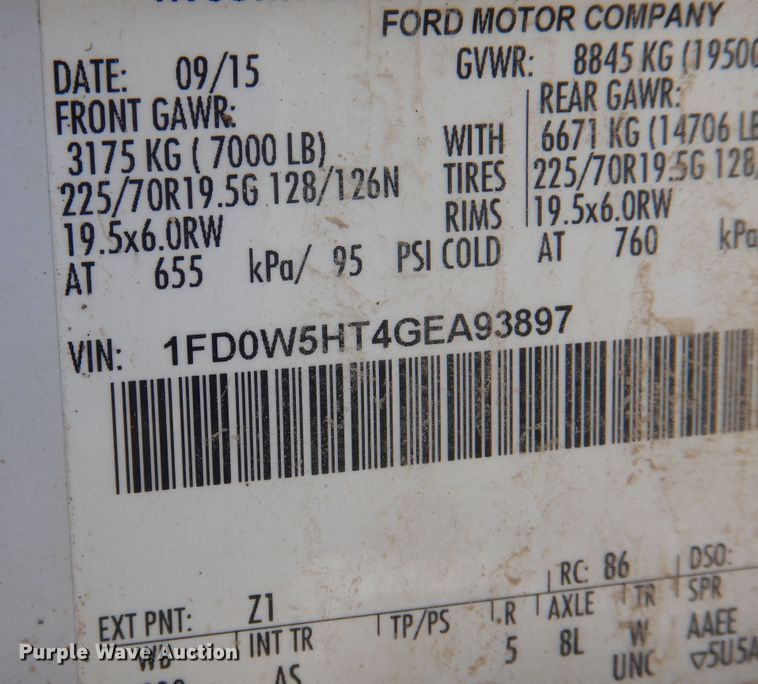 FORD MOTOR COMPANY
DATE: 09/15 GVWR: 8845 KG (19500
FRONT GAWR: REAR GAWR:
3175 KG ( 7000 LB) WITH 6671 KG (14706 LB
225/70R19.5G 128/126N TIRES 225/70R19.5G 128/
19.5x6.0RW RIMS 19.5x6.0RW
AT 655 kPa/ 95 PSI COLD AT 760 kPa
VIN: 1FD0W5HT4GEA93897
EXT PNT: Z1 RC: 86 DSO:
WB INT TR TP/PS I.R AXLE TR SPR
AS 5 8L W AAEE
UNC ▽5U5A
Purple Wave Auction